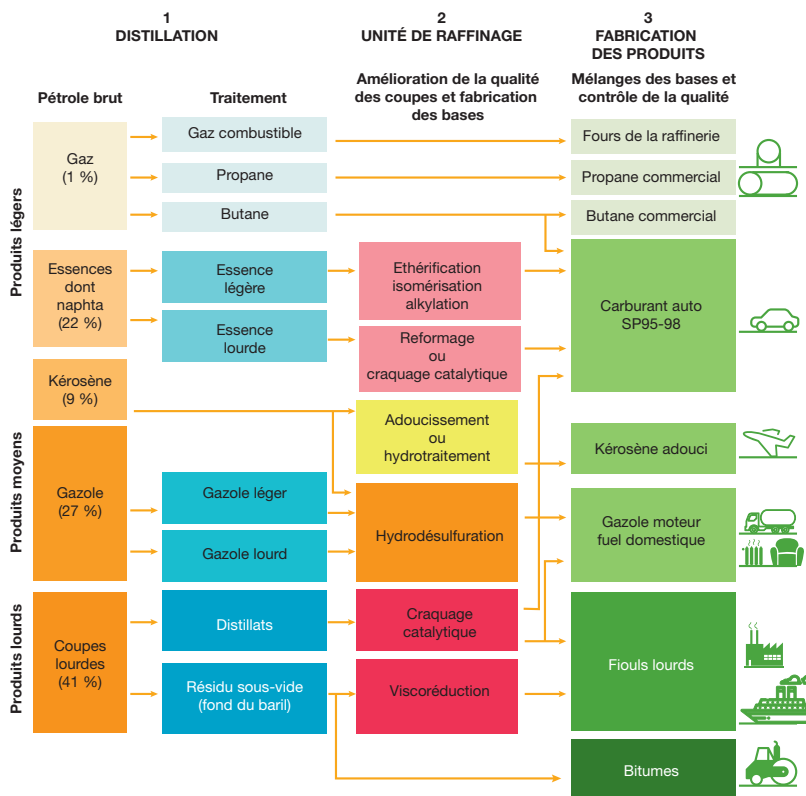 1
DISTILLATION
2
UNITÉ DE RAFFINAGE
3
FABRICATION
DES PRODUITS
Pétrole brut
Traitement
Amélioration de la qualité
des coupes et fabrication
des bases
Mélanges des bases et
contrôle de la qualité
Produits légers
Gaz
(1 %)
Gaz combustible
Fours de la raffinerie
Propane
Propane commercial
Butane
Butane commercial
Essences
dont
naphta
(22 %)
Essence
légère
Éthérification
isomérisation
alkylation
Carburant auto
SP95-98
Essence
lourde
Reformage
ou
craquage catalytique
Produits moyens
Kérosène
(9 %)
Adoucissement
ou
hydrotraitement
Kérosène adouci
Gazole
(27 %)
Gazole léger
Gazole lourd
Hydrodésulfuration
Gazole moteur
fuel domestique
Produits lourds
Coupes
lourdes
(41 %)
Distillats
Craquage
catalytique
Fiouls lourds
Résidu sous-vide
(fond du baril)
Viscoréduction
Bitumes